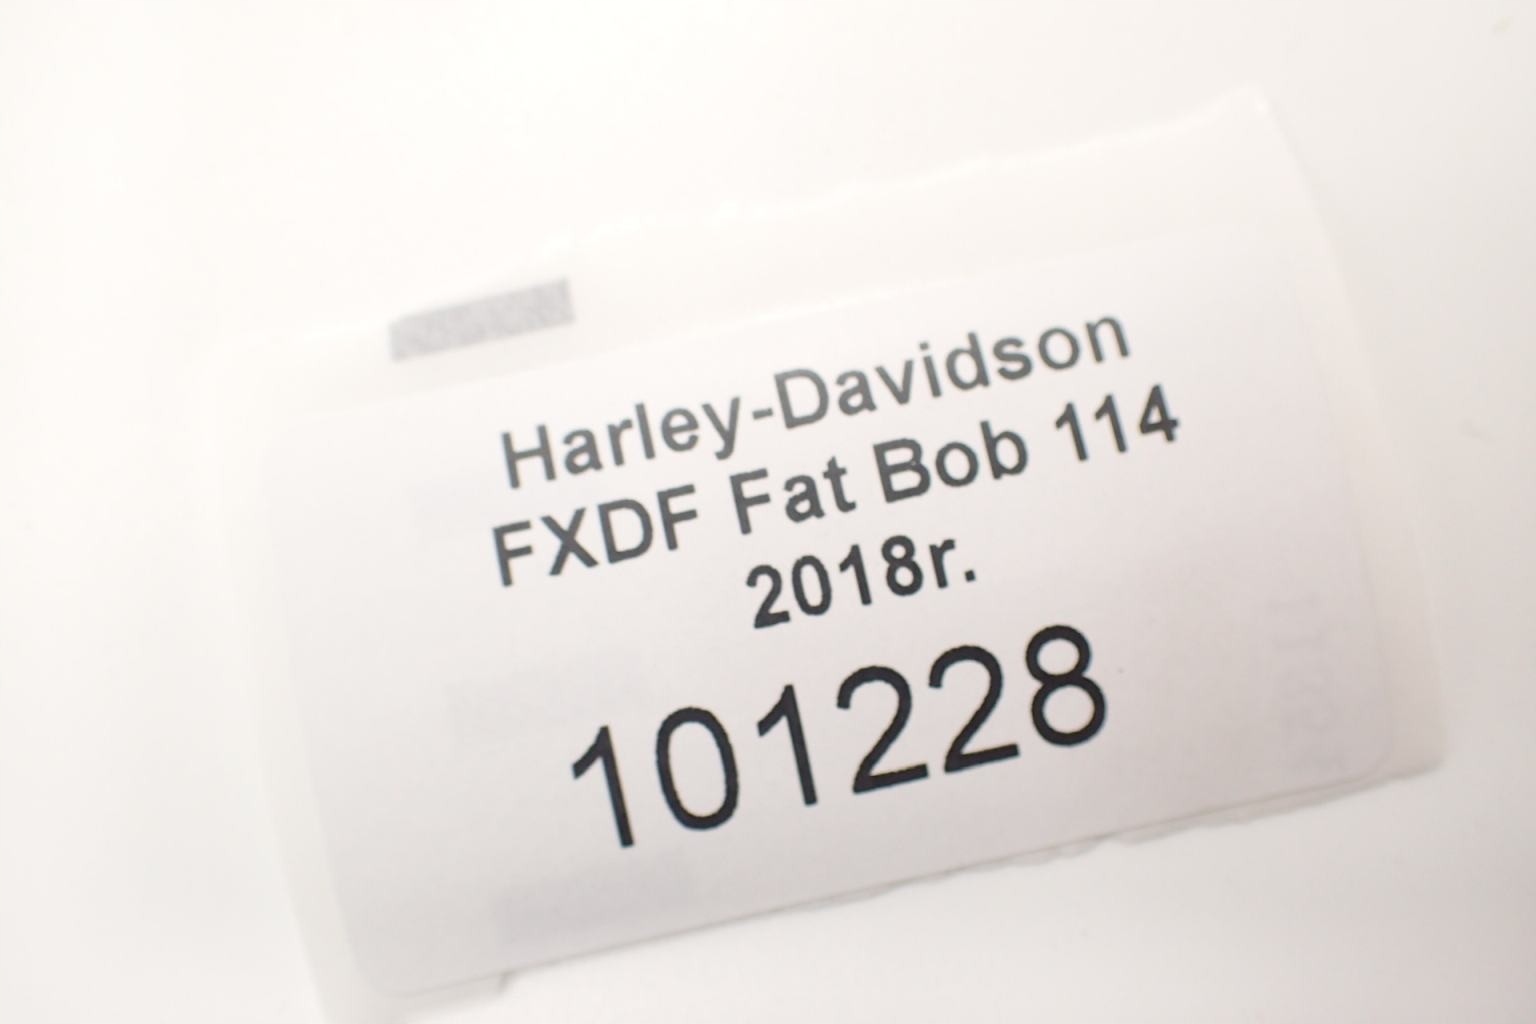 Harley-Davidson
FXDF Fat Bob 114
2018r.
101228